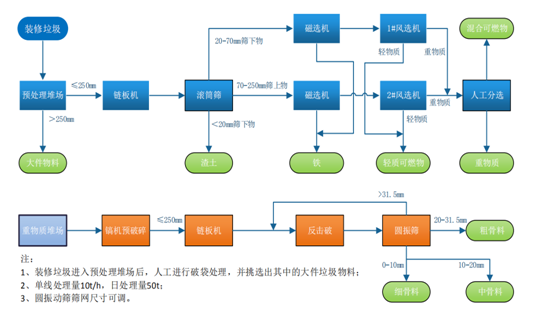 装修垃圾
20-70mm筛下物
磁选机
1#风选机
混合可燃物
轻物质
重物质
预处理堆场
≤250mm
链板机
滚筒筛
70-250mm筛上物
磁选机
2#风选机
重物质
人工分选
>250mm
<20mm筛下物
轻物质
大件物料
渣土
铁
轻质可燃物
重物质
>31.5mm
重物质堆场
镐机预破碎
≤250mm
链板机
反击破
圆振筛
20-31.5mm
粗骨料
0-10mm
10-20mm
细骨料
中骨料
注:
1、装修垃圾进入预处理堆场后,人工进行破袋处理,并挑选出其中的大件垃圾物料;
2、单线处理量10t/h,日处理量50t;
3、圆振动筛筛网尺寸可调。